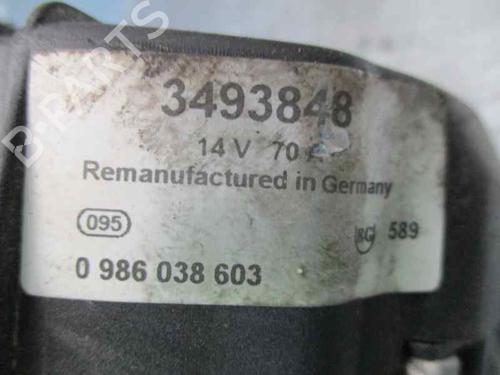 B-PARTS
3493848
14 V 70 A
Remanufactured in Germany
095
589
0 986 038 603